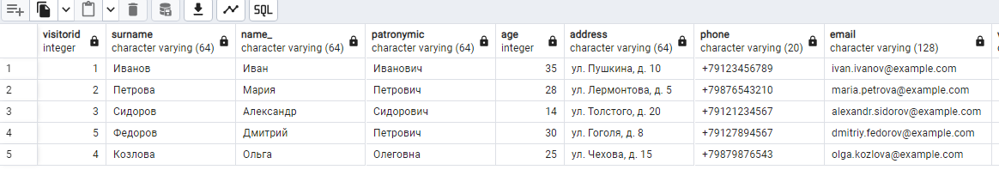 SQL
visitorid integer surname character varying (64) name_ character varying (64) patronymic character varying (64) age integer address character varying (64) phone character varying (20) email character varying (128)
1 1 Иванов Иван Иванович 35 ул. Пушкина, д. 10 +79123456789 ivan.ivanov@example.com
2 2 Петрова Мария Петрович 28 ул. Лермонтова, д. 5 +79876543210 maria.petrova@example.com
3 3 Сидоров Александр Сидорович 14 ул. Толстого, д. 20 +79121234567 alexandr.sidorov@example.com
4 5 Федоров Дмитрий Петрович 30 ул. Гоголя, д. 8 +79127894567 dmitriy.fedorov@example.com
5 4 Козлова Ольга Олеговна 25 ул. Чехова, д. 15 +79879876543 olga.kozlova@example.com